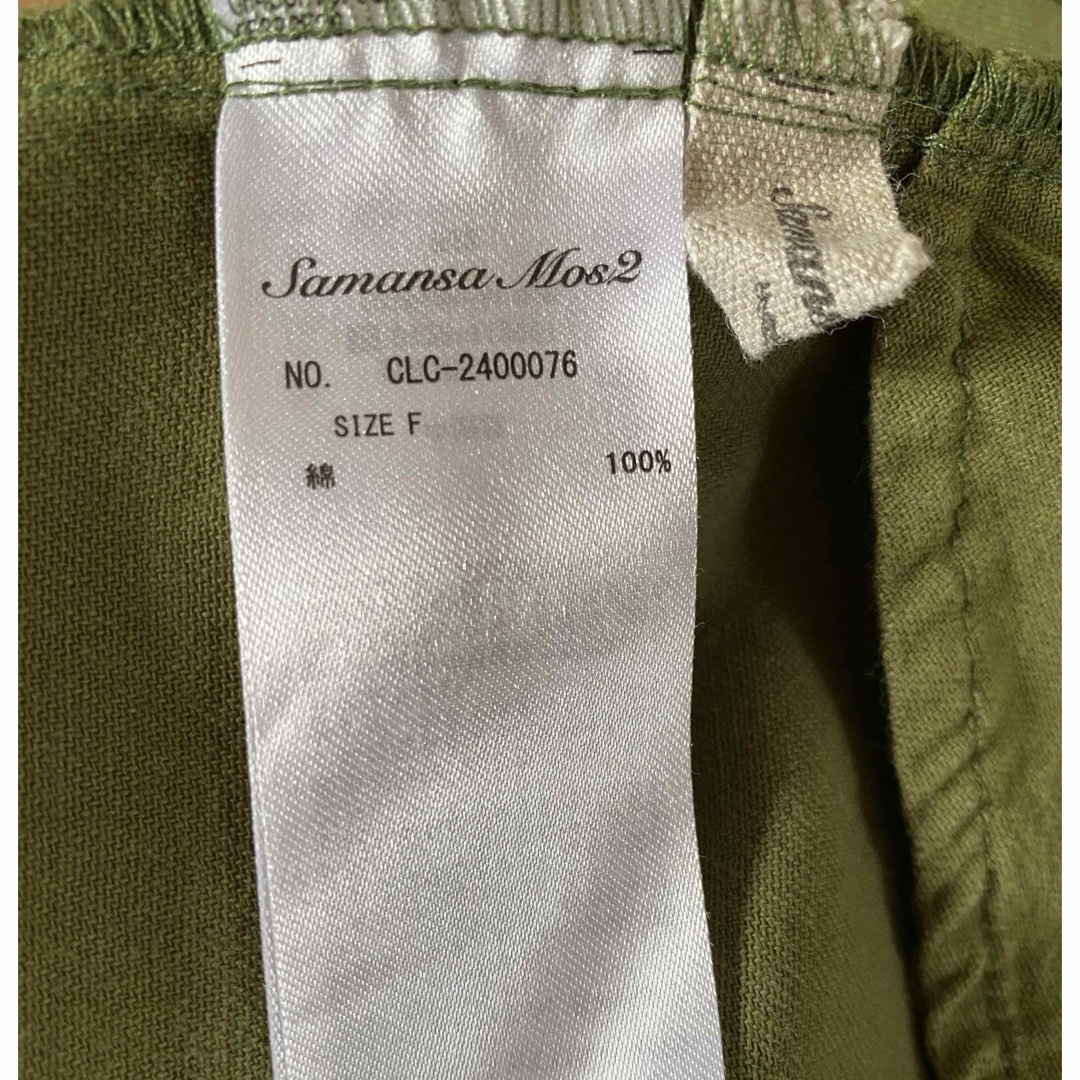 Samansa Mos2
NO. CLC-2400076
SIZE F
綿 100%